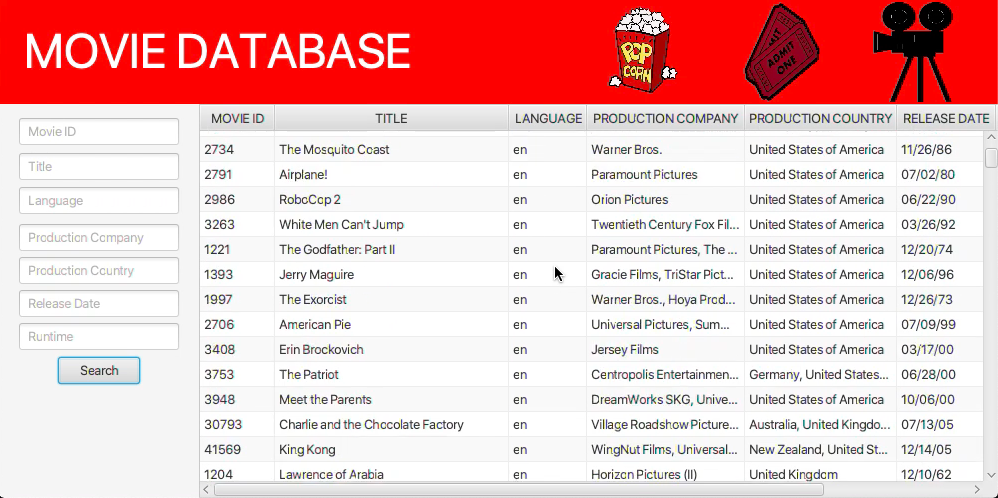 MOVIE DATABASE
POP
CORN
ADMIT
ADMIT ONE
Movie ID
Title
Language
Production Company
Production Country
Release Date
Runtime
Search
MOVIE ID TITLE LANGUAGE PRODUCTION COMPANY PRODUCTION COUNTRY RELEASE DATE
2734 The Mosquito Coast en Warner Bros. United States of America 11/26/86
2791 Airplane! en Paramount Pictures United States of America 07/02/80
2986 RoboCop 2 en Orion Pictures United States of America 06/22/90
3263 White Men Can't Jump en Twentieth Century Fox Fil... United States of America 03/26/92
1221 The Godfather: Part II en Paramount Pictures, The ... United States of America 12/20/74
1393 Jerry Maguire en Gracie Films, TriStar Pict... United States of America 12/06/96
1997 The Exorcist en Warner Bros., Hoya Prod... United States of America 12/26/73
2706 American Pie en Universal Pictures, Sum... United States of America 07/09/99
3408 Erin Brockovich en Jersey Films United States of America 03/17/00
3753 The Patriot en Centropolis Entertainmen... Germany, United States... 06/28/00
3948 Meet the Parents en DreamWorks SKG, Unive... United States of America 10/06/00
30793 Charlie and the Chocolate Factory en Village Roadshow Picture... Australia, United Kingdo... 07/13/05
41569 King Kong en WingNut Films, Universal... New Zealand, United St... 12/14/05
1204 Lawrence of Arabia en Horizon Pictures (II) United Kingdom 12/10/62